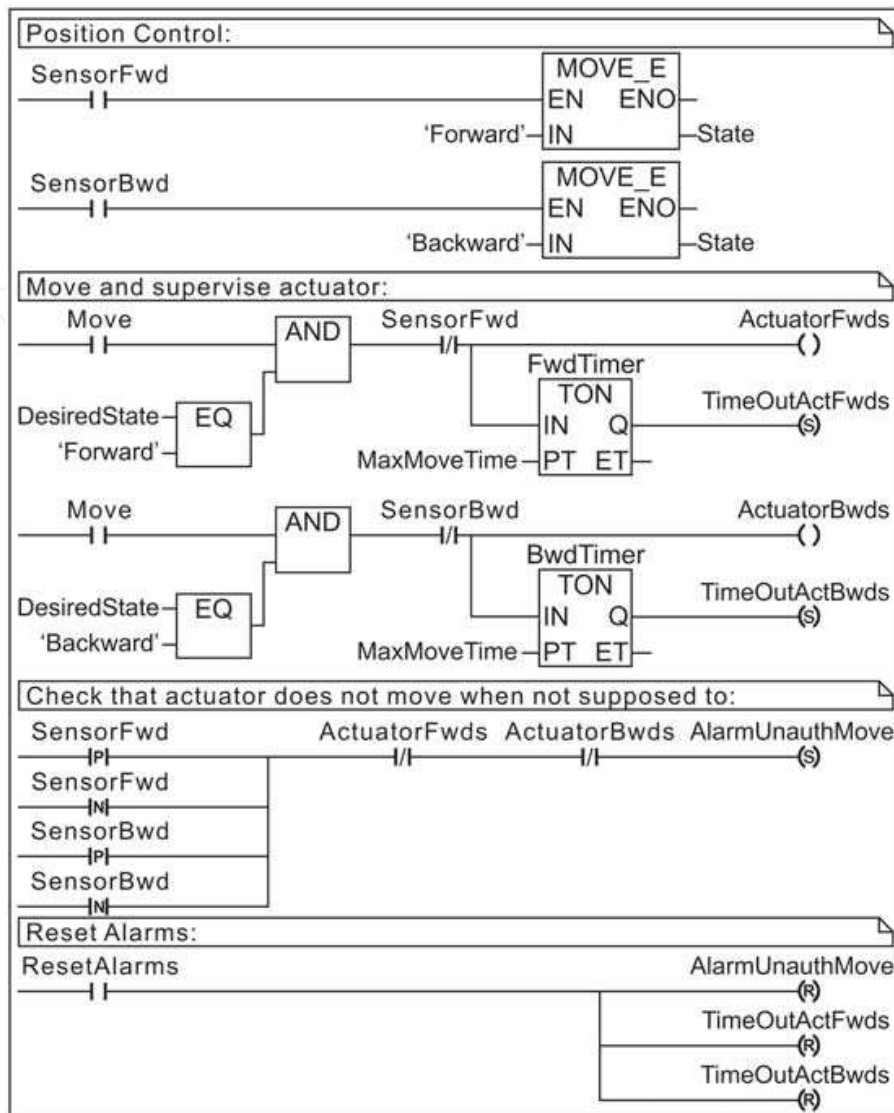 Position Control:
SensorFwd
MOVE_E
EN ENO
'Forward' IN State
SensorBwd
MOVE_E
EN ENO
'Backward' IN State
Move and supervise actuator:
Move AND SensorFwd ActuatorFwds
FwdTimer
TON TimeOutActFwds
DesiredState EQ IN Q S
'Forward' MaxMoveTime PT ET
Move AND SensorBwd ActuatorBwds
BwdTimer
TON TimeOutActBwds
DesiredState EQ IN Q S
'Backward' MaxMoveTime PT ET
Check that actuator does not move when not supposed to:
SensorFwd ActuatorFwds ActuatorBwds AlarmUnauthMove
P S
SensorFwd
N
SensorBwd
P
SensorBwd
N
Reset Alarms:
ResetAlarms AlarmUnauthMove
R
TimeOutActFwds
R
TimeOutActBwds
R